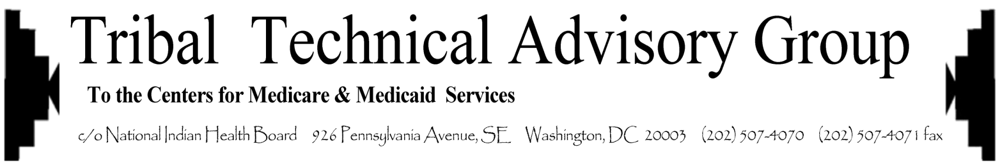 Tribal Technical Advisory Group
To the Centers for Medicare & Medicaid Services
c/o National Indian Health Board 926 Pennsylvania Avenue, SE Washington, DC 20003 (202) 507-4070 (202) 507-4071 fax